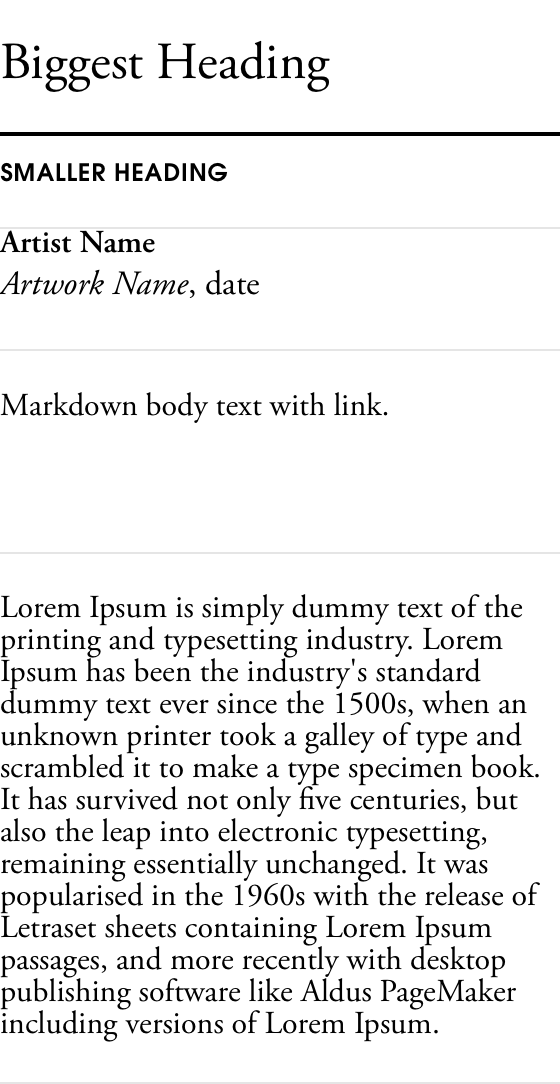 Biggest Heading
SMALLER HEADING
Artist Name
Artwork Name, date
Markdown body text with link.
Lorem Ipsum is simply dummy text of the
printing and typesetting industry. Lorem
Ipsum has been the industry's standard
dummy text ever since the 1500s, when an
unknown printer took a galley of type and
scrambled it to make a type specimen book.
It has survived not only five centuries, but
also the leap into electronic typesetting,
remaining essentially unchanged. It was
popularised in the 1960s with the release of
Letraset sheets containing Lorem Ipsum
passages, and more recently with desktop
publishing software like Aldus PageMaker
including versions of Lorem Ipsum.